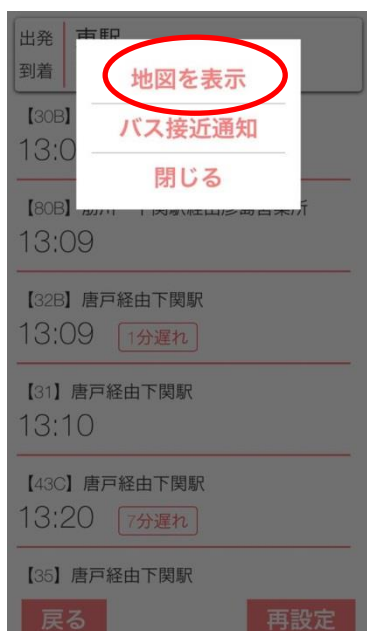 出発 東駅
到着
地図を表示
【30B】
バス接近通知
13:0
閉じる
【80B】
13:09
【32B】唐戸経由下関駅
13:09 1分遅れ
【31】唐戸経由下関駅
13:10
【43C】唐戸経由下関駅
13:20 7分遅れ
【35】唐戸経由下関駅
戻る 再設定